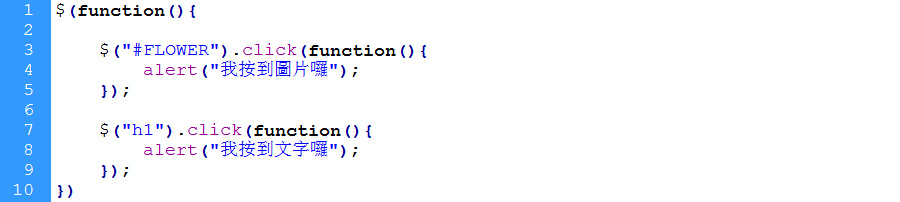 1 $(function(){
2
3     $("#FLOWER").click(function(){
4         alert("我按到圖片囉");
5     });
6
7     $("h1").click(function(){
8         alert("我按到文字囉");
9     });
10 })